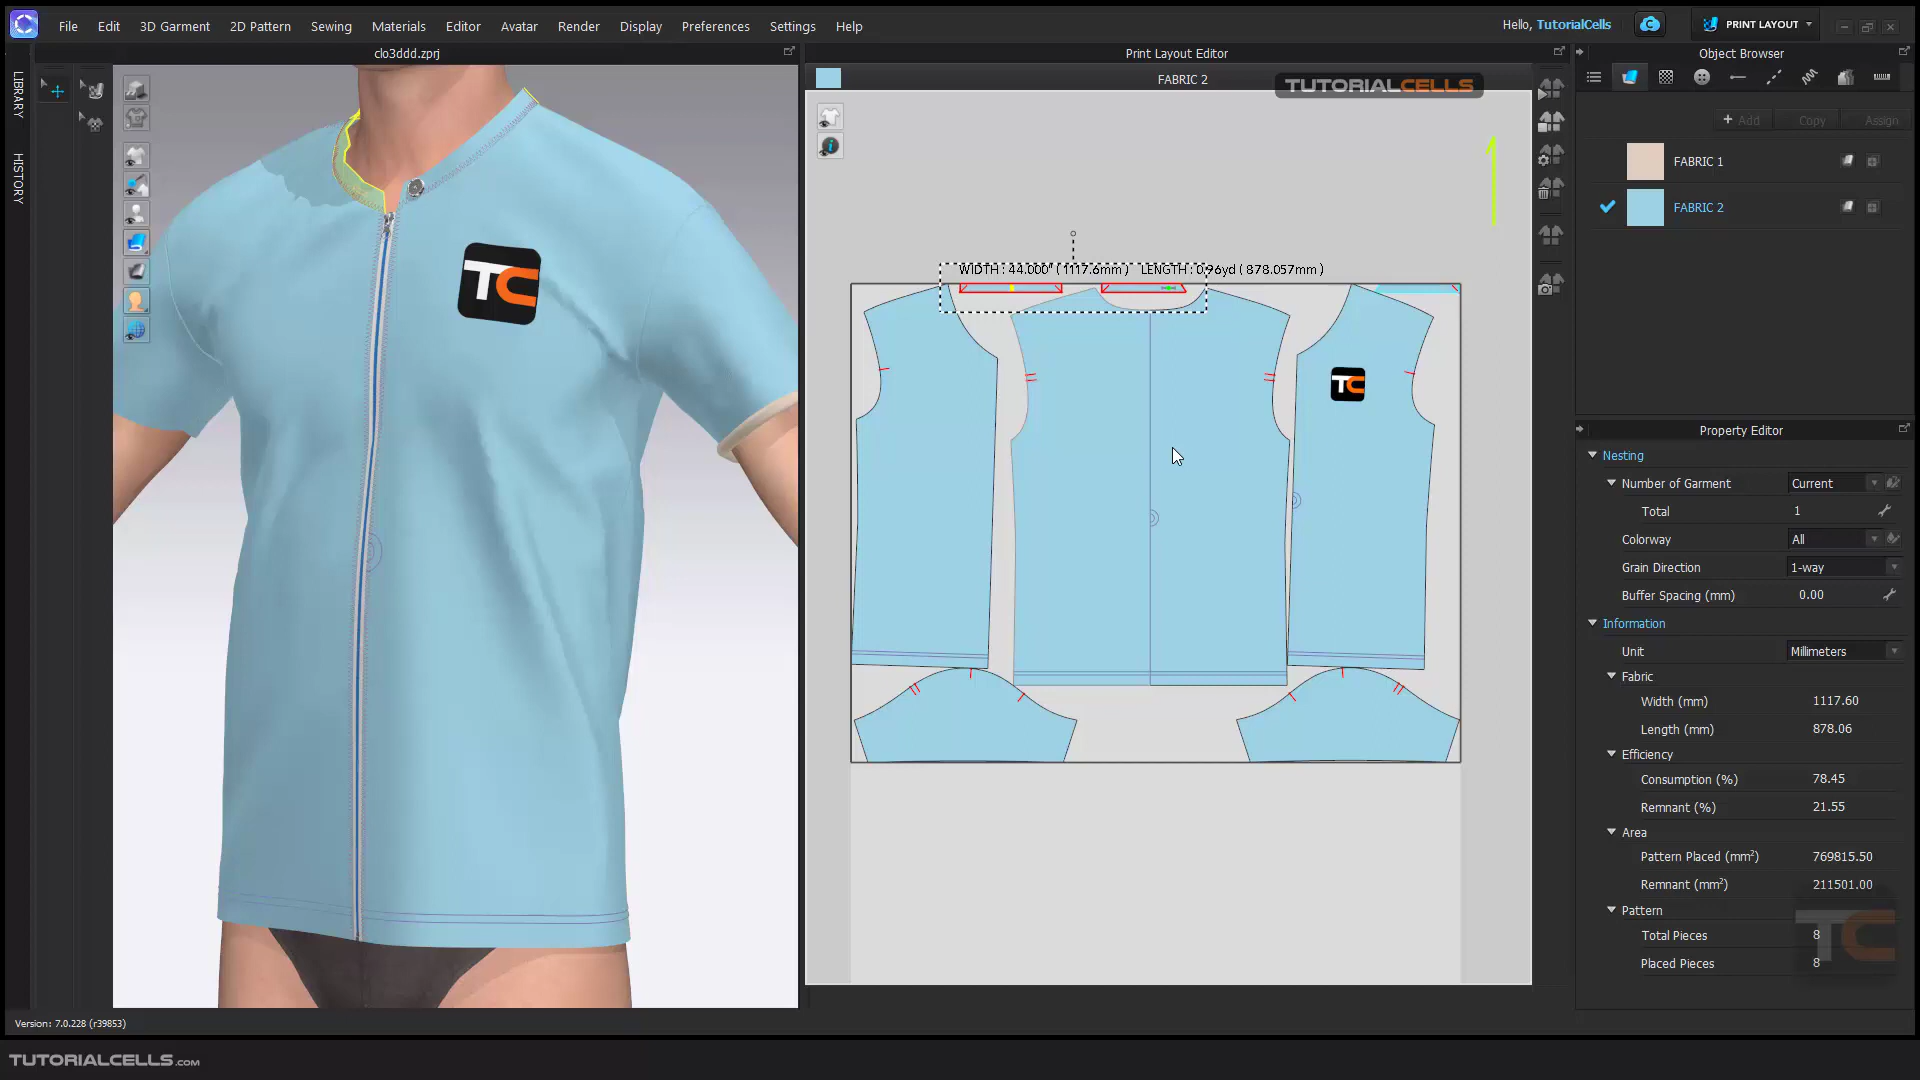 File Edit 3D Garment 2D Pattern Sewing Materials Editor Avatar Render Display Preferences Settings Help
Hello, TutorialCells
PRINT LAYOUT
clo3ddd.zprj
Print Layout Editor
Object Browser
LIBRARY
HISTORY
FABRIC 2
TUTORIALCELLS
+ Add Copy Assign
FABRIC 1
FABRIC 2
WIDTH : 44.000" ( 1117.6mm ) LENGTH : 0.96yd ( 878.057mm )
TC
TC
Property Editor
Nesting
Number of Garment Current
Total 1
Colorway All
Grain Direction 1-way
Buffer Spacing (mm) 0.00
Information
Unit Millimeters
Fabric
Width (mm) 1117.60
Length (mm) 878.06
Efficiency
Consumption (%) 78.45
Remnant (%) 21.55
Area
Pattern Placed (mm²) 769815.50
Remnant (mm²) 211501.00
Pattern
Total Pieces 8
Placed Pieces 8
TC
Version: 7.0.228 (r39853)
TUTORIALCELLS.COM